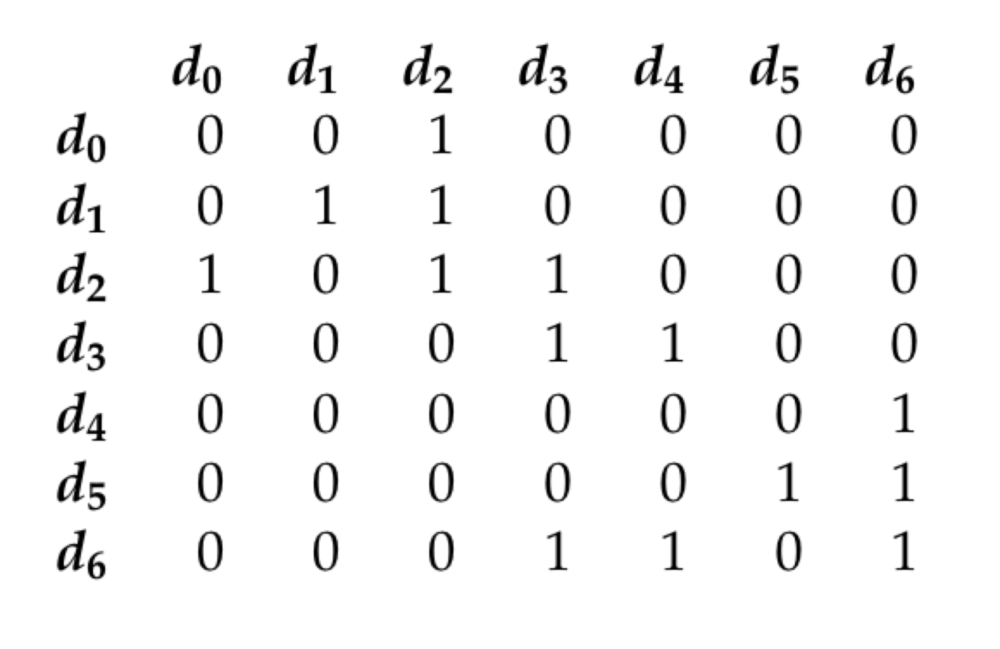 d0 d1 d2 d3 d4 d5 d6
d0 0 0 1 0 0 0 0
d1 0 1 1 0 0 0 0
d2 1 0 1 1 0 0 0
d3 0 0 0 1 1 0 0
d4 0 0 0 0 0 0 1
d5 0 0 0 0 0 1 1
d6 0 0 0 1 1 0 1